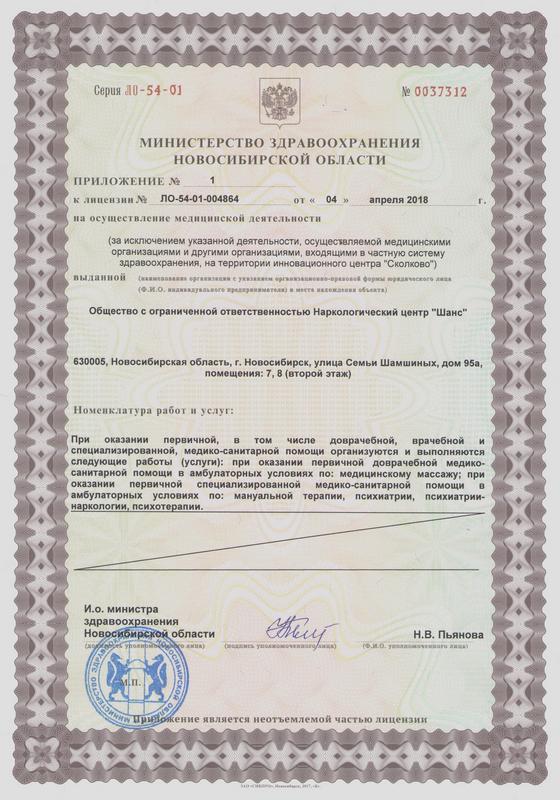 Серия ЛО-54-01 № 0037312
МИНИСТЕРСТВО ЗДРАВООХРАНЕНИЯ
НОВОСИБИРСКОЙ ОБЛАСТИ
ПРИЛОЖЕНИЕ № 1
к лицензии № ЛО-54-01-004864 от « 04 » апреля 2018 г.
на осуществление медицинской деятельности
(за исключением указанной деятельности, осуществляемой медицинскими
организациями и другими организациями, входящими в частную систему
здравоохранения, на территории инновационного центра "Сколково")
выданной (наименование организации с указанием организационно-правовой формы юридического лица
(Ф.И.О. индивидуального предпринимателя) и места нахождения объекта)
Общество с ограниченной ответственностью Наркологический центр "Шанс"
630005, Новосибирская область, г. Новосибирск, улица Семьи Шамшиных, дом 95а,
помещения: 7, 8 (второй этаж)
Номенклатура работ и услуг:
При оказании первичной, в том числе доврачебной, врачебной и
специализированной, медико-санитарной помощи организуются и выполняются
следующие работы (услуги): при оказании первичной доврачебной медико-
санитарной помощи в амбулаторных условиях по: медицинскому массажу; при
оказании первичной специализированной медико-санитарной помощи в
амбулаторных условиях по: мануальной терапии, психиатрии, психиатрии-
наркологии, психотерапии.
И.о. министра
здравоохранения
Новосибирской области Н.В. Пьянова
(должность уполномоченного лица) (подпись уполномоченного лица) (Ф.И.О. уполномоченного лица)
МИНИСТЕРСТВО ЗДРАВООХРАНЕНИЯ НОВОСИБИРСКОЙ ОБЛАСТИ
М.П.
Приложение является неотъемлемой частью лицензии
ЗАО «СИБПРО», Новосибирск, 2017, «В».